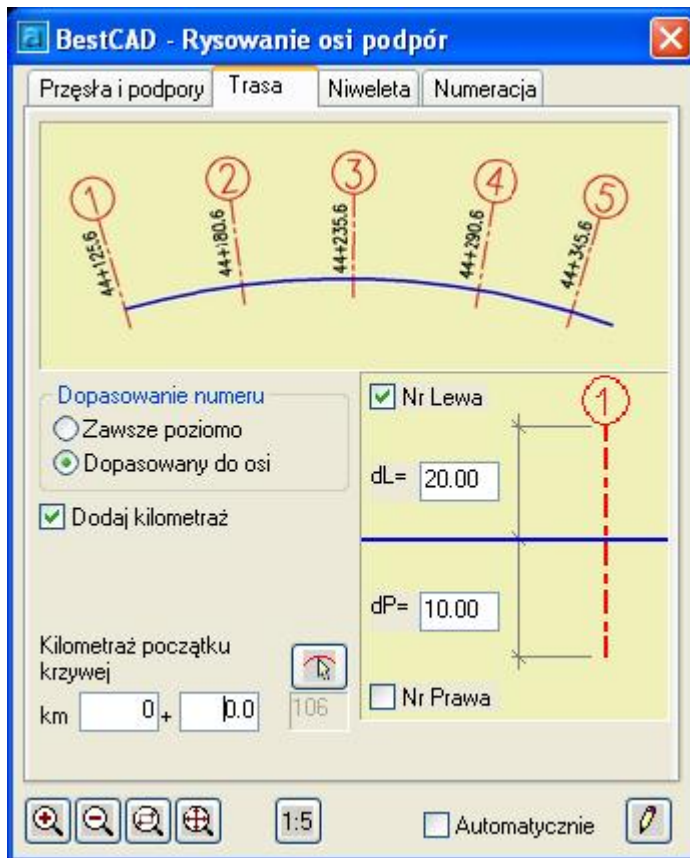 BestCAD - Rysowanie osi podpór
Przęsła i podpory Trasa Niweleta Numeracja
1 2 3 4 5
44+125.6 44+180.6 44+235.6 44+290.6 44+345.6
Dopasowanie numeru
Zawsze poziomo
Dopasowany do osi
Dodaj kilometraż
Nr Lewa 1
dL= 20.00
dP= 10.00
Nr Prawa
Kilometraż początku
krzywej
km 0 + 0.0 106
1:5 Automatycznie